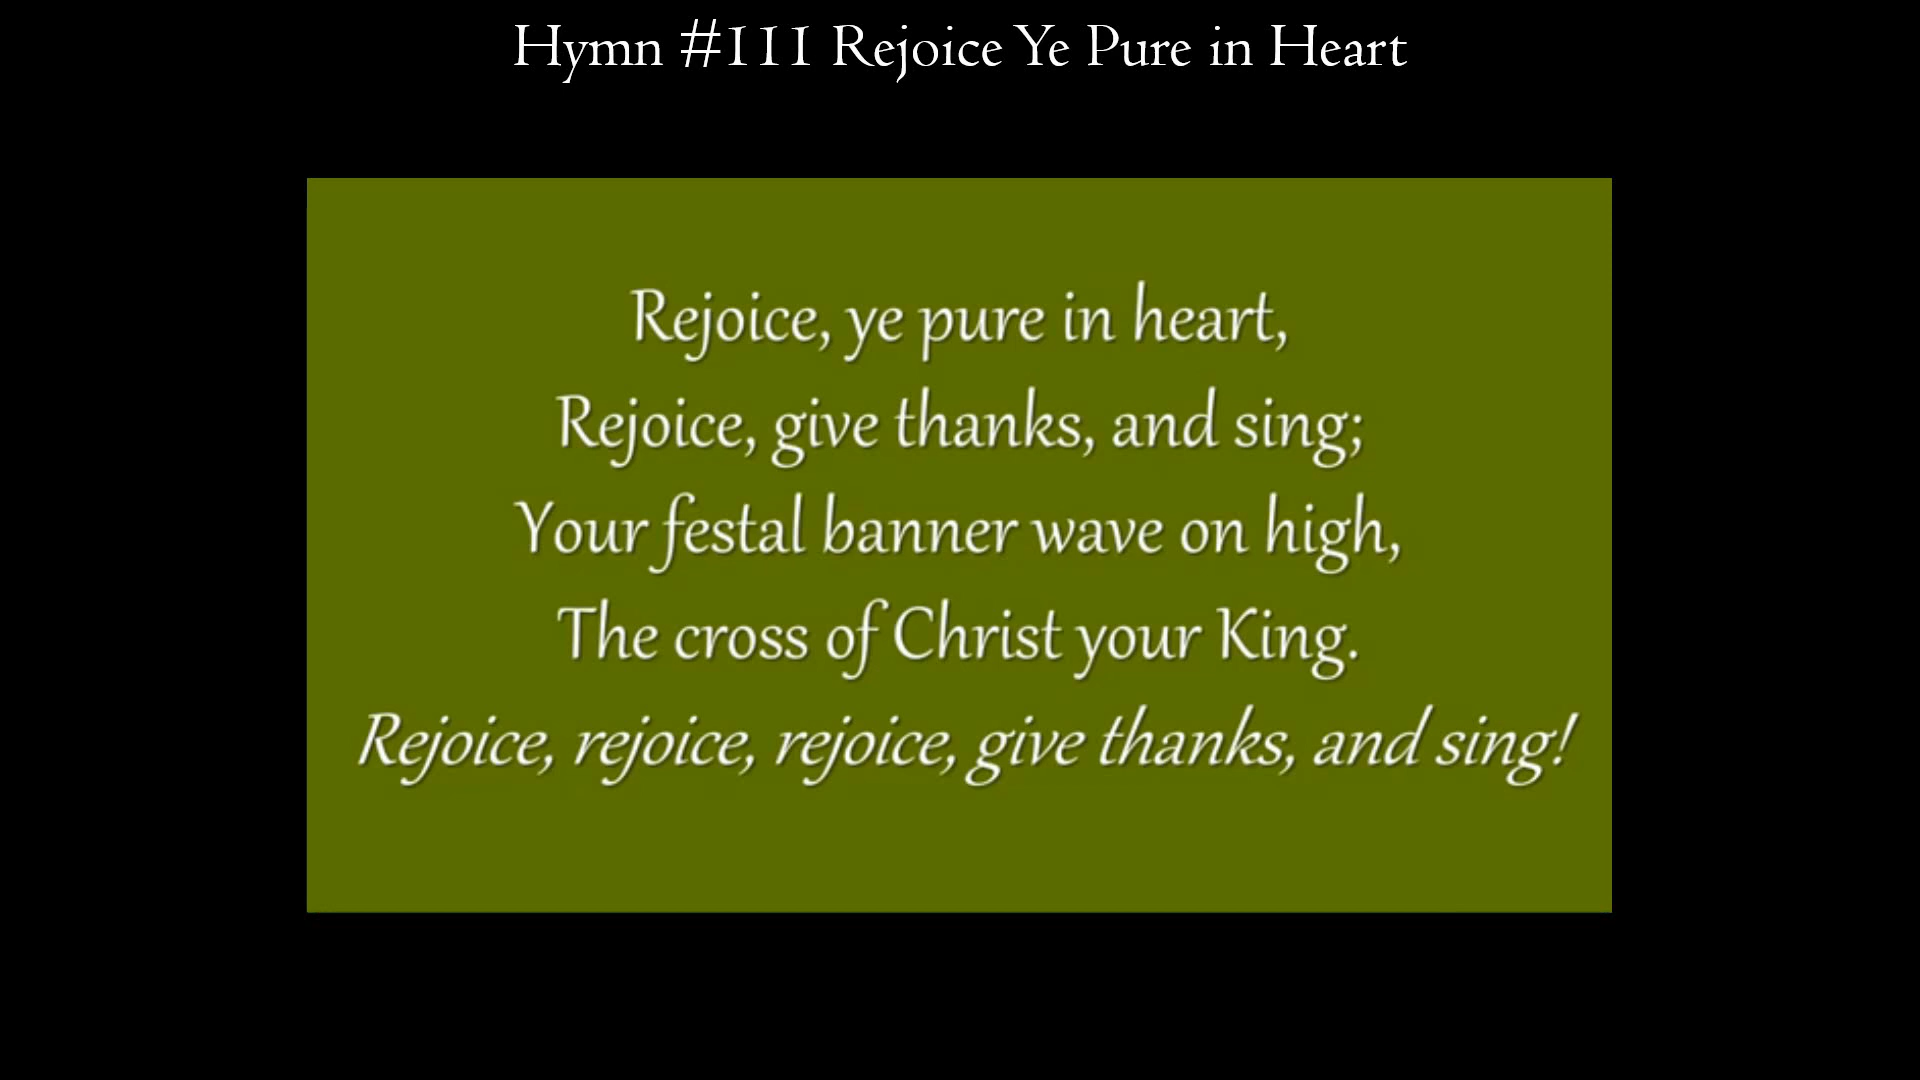 Hymn #111 Rejoice Ye Pure in Heart
Rejoice, ye pure in heart,
Rejoice, give thanks, and sing;
Your festal banner wave on high,
The cross of Christ your King.
Rejoice, rejoice, rejoice, give thanks, and sing!